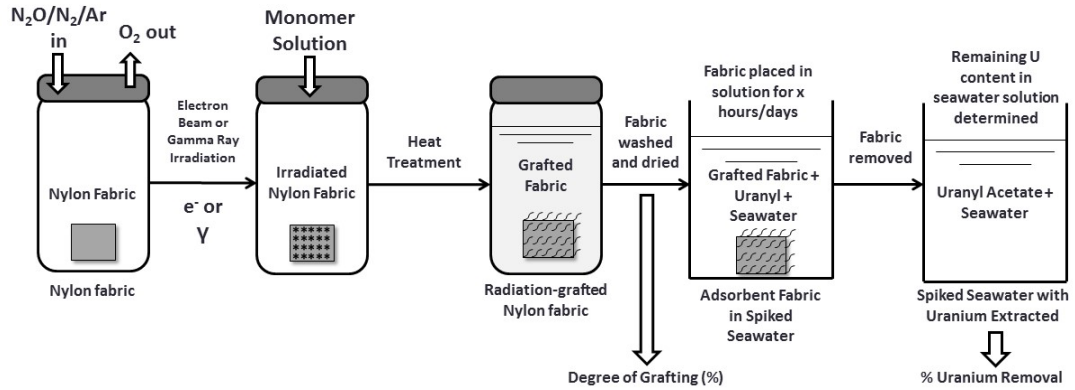 N₂O/N₂/Ar
in
O₂ out
Nylon Fabric
Nylon fabric
Electron
Beam or
Gamma Ray
Irradiation
e⁻ or
γ
Monomer
Solution
Irradiated
Nylon Fabric
Heat
Treatment
Grafted
Fabric
Radiation-grafted
Nylon fabric
Fabric
washed
and dried
Degree of Grafting (%)
Fabric placed in
solution for x
hours/days
Grafted Fabric +
Uranyl +
Seawater
Adsorbent Fabric
in Spiked
Seawater
Fabric
removed
Remaining U
content in
seawater solution
determined
Uranyl Acetate +
Seawater
Spiked Seawater with
Uranium Extracted
% Uranium Removal